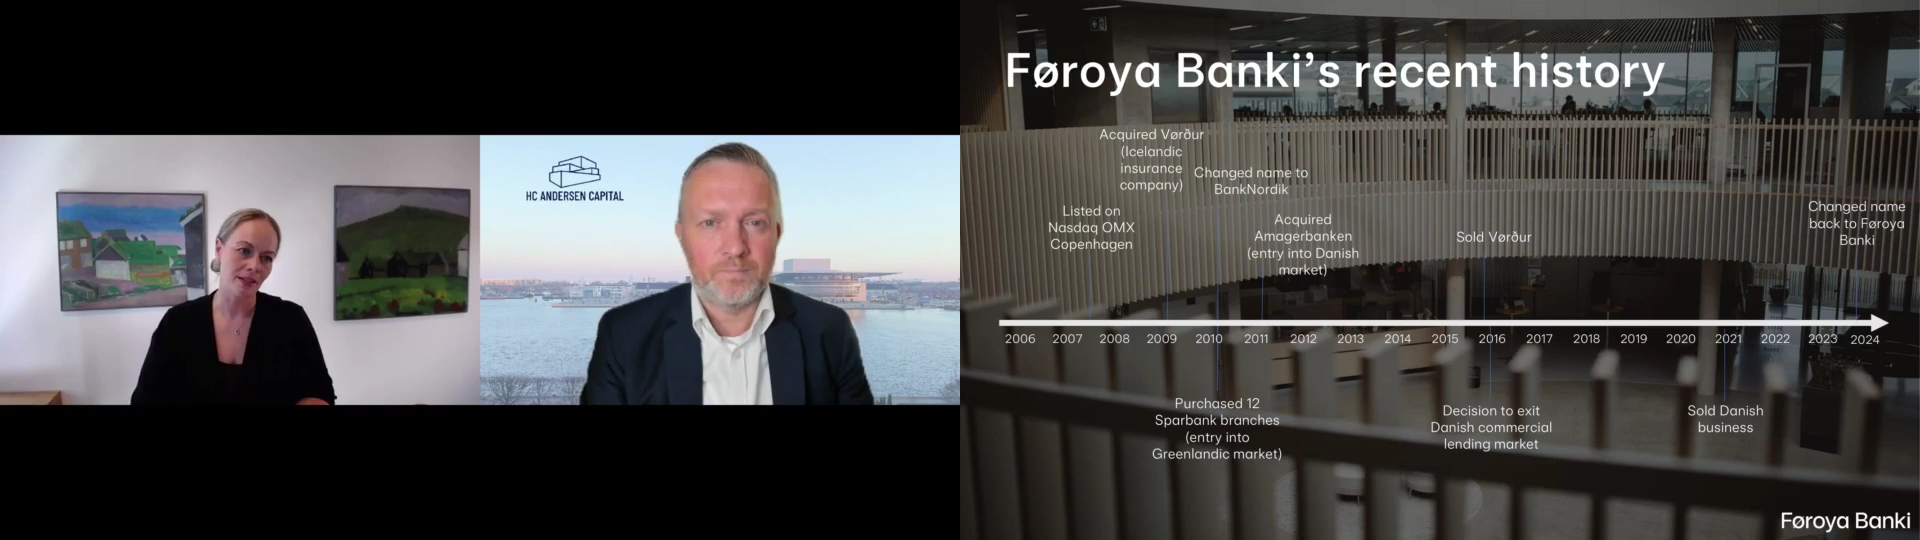 HC ANDERSEN CAPITAL
Føroya Banki's recent history
Acquired Vørður
(Icelandic
insurance
company)
Changed name to
BankNordik
Listed on
Nasdaq OMX
Copenhagen
Acquired
Amagerbanken
(entry into Danish
market)
Sold Vørður
Changed name
back to Føroya
Banki
2006 2007 2008 2009 2010 2011 2012 2013 2014 2015 2016 2017 2018 2019 2020 2021 2022 2023 2024
Purchased 12
Sparbank branches
(entry into
Greenlandic market)
Decision to exit
Danish commercial
lending market
Sold Danish
business
Føroya Banki